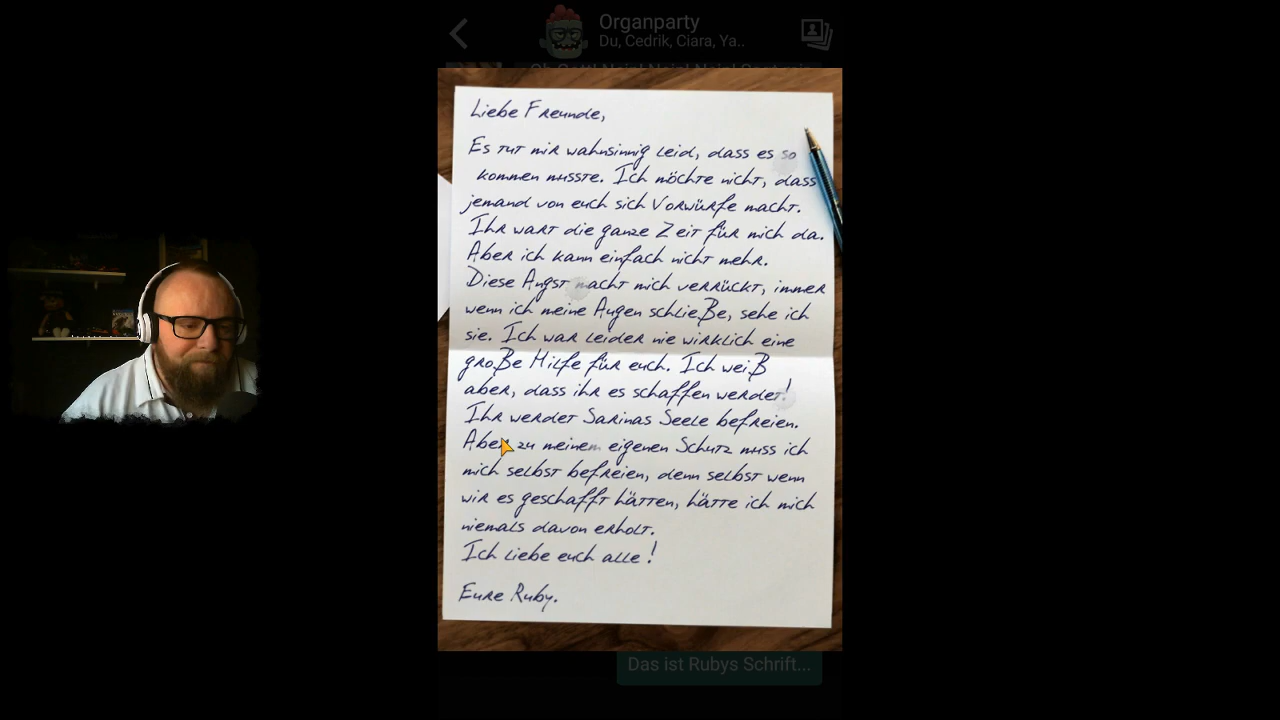 Organparty
Du, Cedrik, Ciara, Ya..
Liebe Freunde,
Es tut mir wahnsinnig leid, dass es so
kommen musste. Ich möchte nicht, dass
jemand von euch sich Vorwürfe macht.
Ihr wart die ganze Zeit für mich da.
Aber ich kann einfach nicht mehr.
Diese Angst macht mich verrückt, immer
wenn ich meine Augen schließe, sehe ich
sie. Ich war leider nie wirklich eine
große Hilfe für euch. Ich weiß
aber, dass ihr es schaffen werdet!
Ihr werdet Sarinas Seele befreien.
Aber zu meinem eigenen Schutz muss ich
mich selbst befreien, denn selbst wenn
wir es geschafft hätten, hätte ich mich
niemals davon erholt.
Ich liebe euch alle!
Eure Ruby.
Das ist Rubys Schrift...